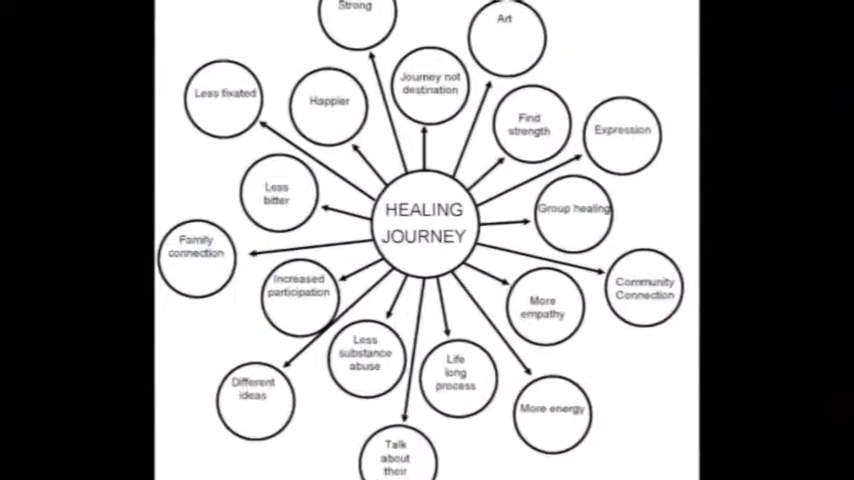 Strong
Art
Journey not
destination
Less fixated
Happier
Find
strength
Expression
Less
bitter
HEALING
JOURNEY
Group healing
Family
connection
Increased
participation
Community
Connection
More
empathy
Less
substance
abuse
Life
long
process
Different
ideas
More energy
Talk
about
their